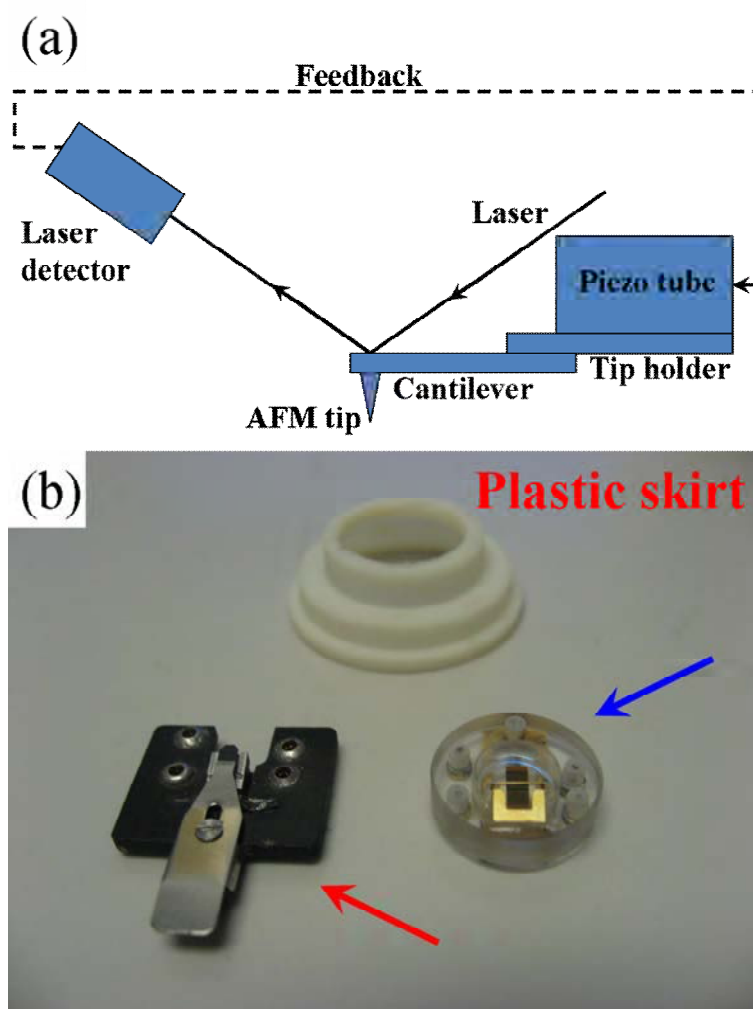 (a)
Feedback
Laser
Laser
detector
Piezo tube
Tip holder
Cantilever
AFM tip
(b)
Plastic skirt